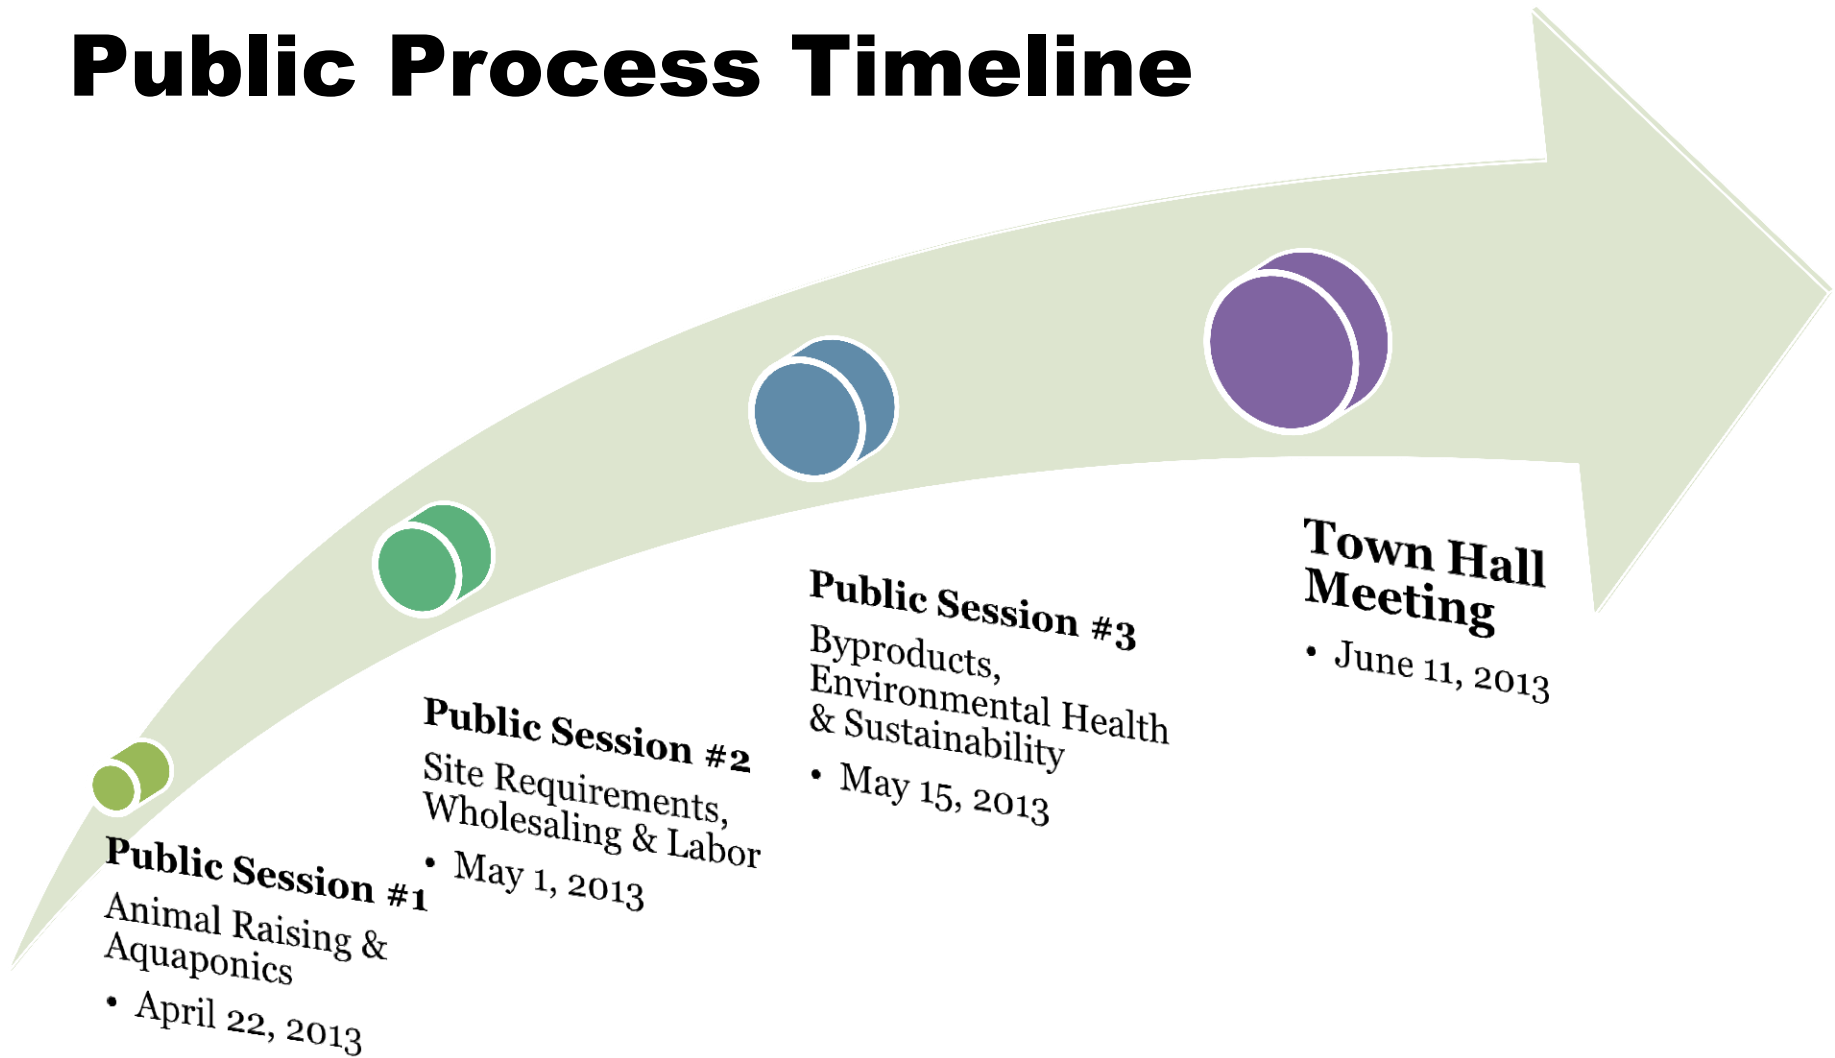 Public Process Timeline
Public Session #1
Animal Raising &
Aquaponics
• April 22, 2013
Public Session #2
Site Requirements,
Wholesaling & Labor
• May 1, 2013
Public Session #3
Byproducts,
Environmental Health
& Sustainability
• May 15, 2013
Town Hall
Meeting
• June 11, 2013